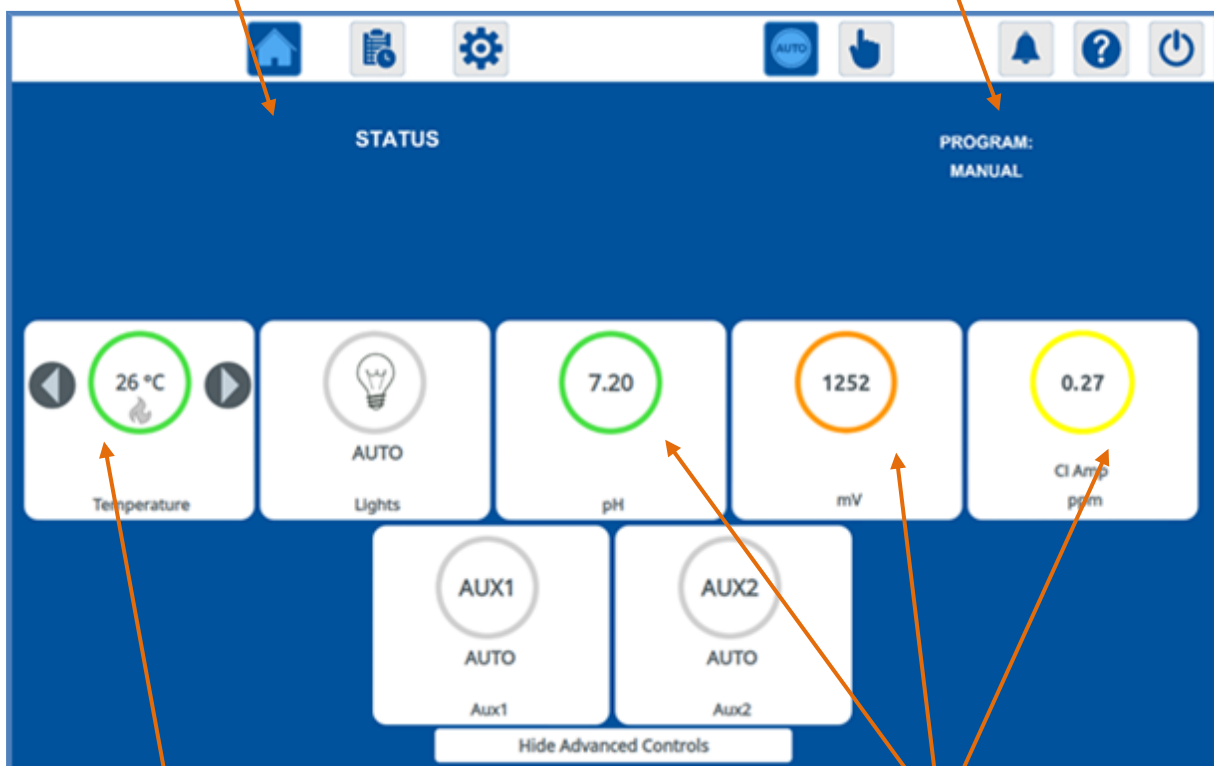 AUTO
?
STATUS
PROGRAM:
MANUAL
26 °C
Temperature
AUTO
Lights
7.20
pH
1252
mV
0.27
Cl Amp
ppm
AUX1
AUTO
Aux1
AUX2
AUTO
Aux2
Hide Advanced Controls